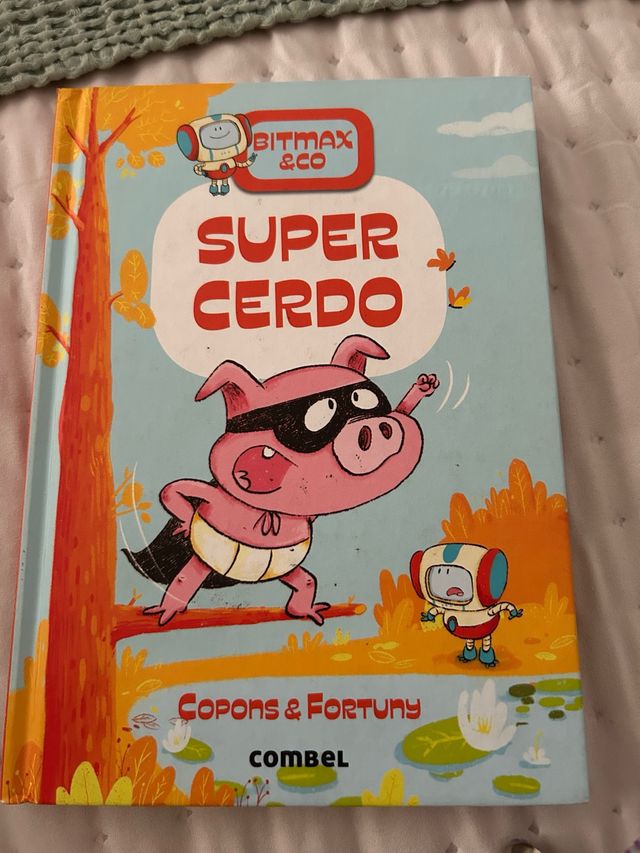 BITMAX
&CO
SUPER
CERDO
COPONS & FORTUNY
COMBEL